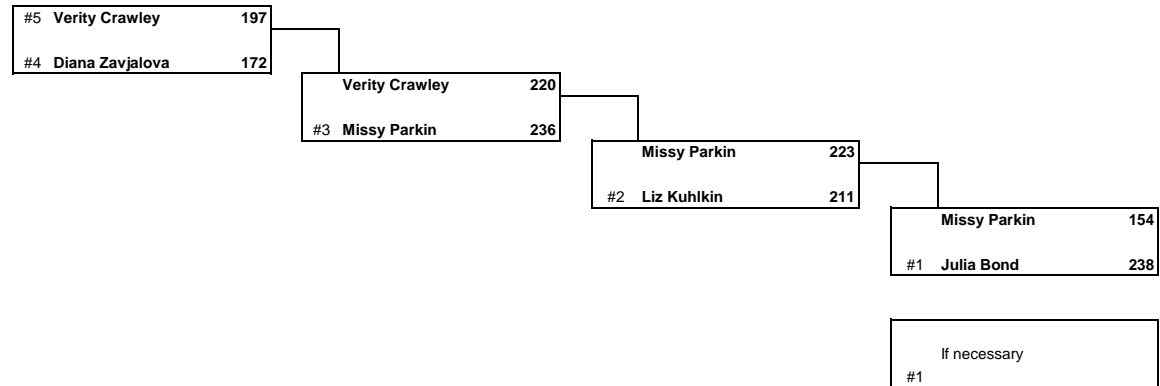 #5 Verity Crawley 197
#4 Diana Zavjalova 172
Verity Crawley 220
#3 Missy Parkin 236
Missy Parkin 223
#2 Liz Kuhlkin 211
Missy Parkin 154
#1 Julia Bond 238
If necessary
#1